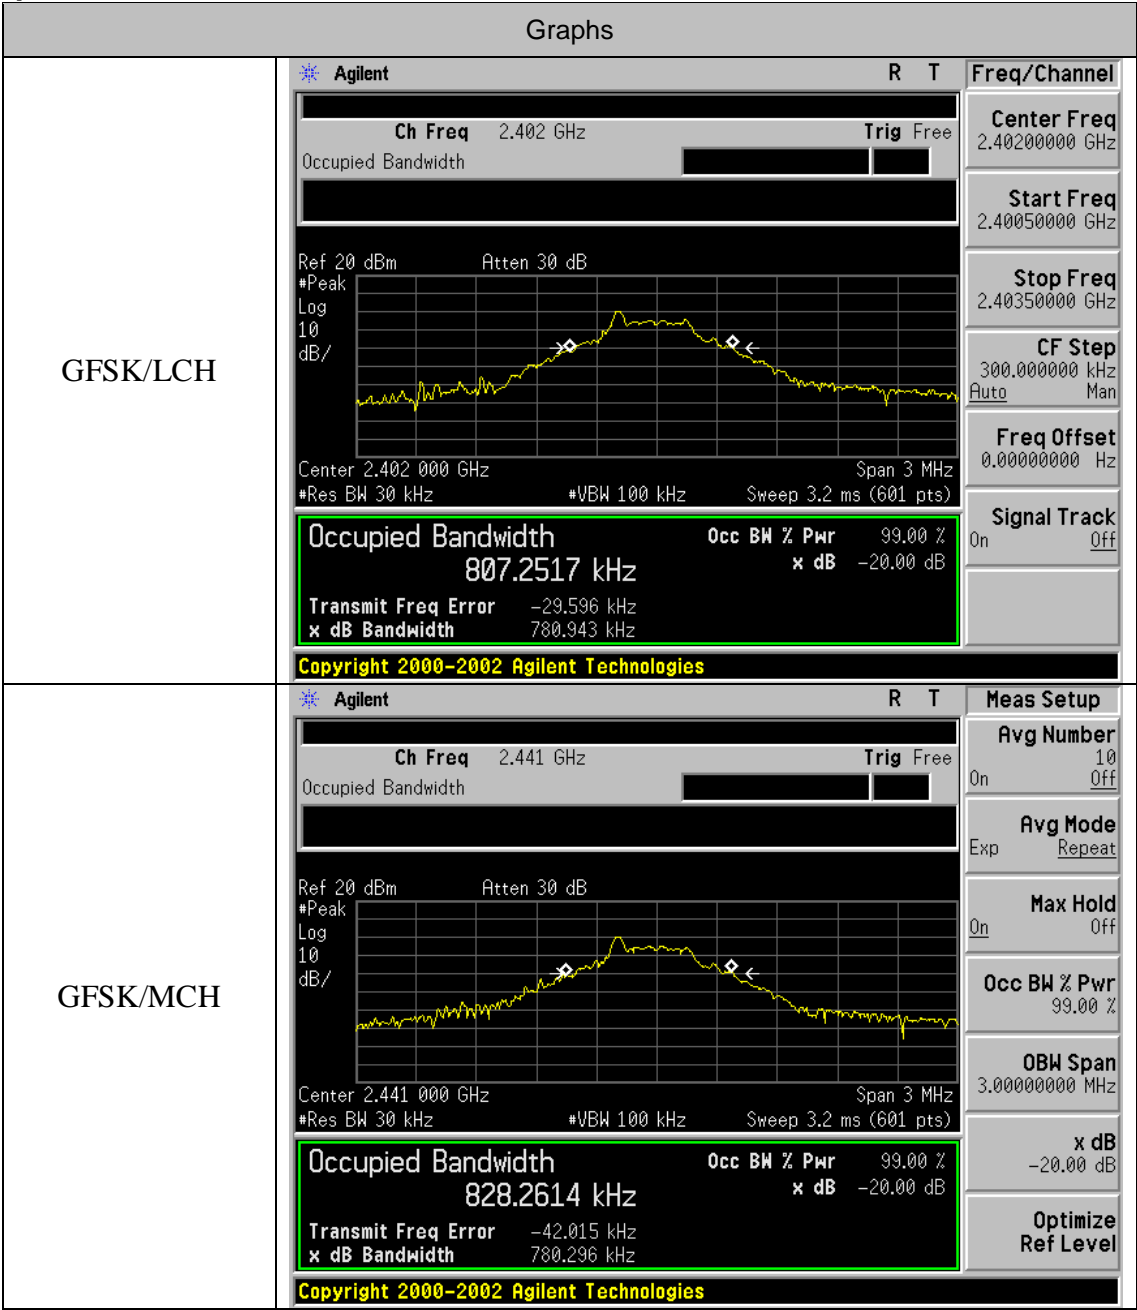 Graphs
GFSK/LCH
Agilent R T
Freq/Channel
Ch Freq 2.402 GHz Trig Free
Occupied Bandwidth
Ref 20 dBm Atten 30 dB
#Peak
Log
10
dB/
Center 2.402 000 GHz Span 3 MHz
#Res BW 30 kHz #VBW 100 kHz Sweep 3.2 ms (601 pts)
Occupied Bandwidth Occ BW % Pwr 99.00 %
807.2517 kHz x dB -20.00 dB
Transmit Freq Error -29.596 kHz
x dB Bandwidth 780.943 kHz
Copyright 2000-2002 Agilent Technologies
Center Freq
2.40200000 GHz
Start Freq
2.40050000 GHz
Stop Freq
2.40350000 GHz
CF Step
300.000000 kHz
Auto Man
Freq Offset
0.00000000 Hz
Signal Track
On Off
GFSK/MCH
Agilent R T
Meas Setup
Ch Freq 2.441 GHz Trig Free
Occupied Bandwidth
Ref 20 dBm Atten 30 dB
#Peak
Log
10
dB/
Center 2.441 000 GHz Span 3 MHz
#Res BW 30 kHz #VBW 100 kHz Sweep 3.2 ms (601 pts)
Occupied Bandwidth Occ BW % Pwr 99.00 %
828.2614 kHz x dB -20.00 dB
Transmit Freq Error -42.015 kHz
x dB Bandwidth 780.296 kHz
Copyright 2000-2002 Agilent Technologies
Avg Number
10
On Off
Avg Mode
Exp Repeat
Max Hold
On Off
Occ BW % Pwr
99.00 %
OBW Span
3.00000000 MHz
x dB
-20.00 dB
Optimize
Ref Level